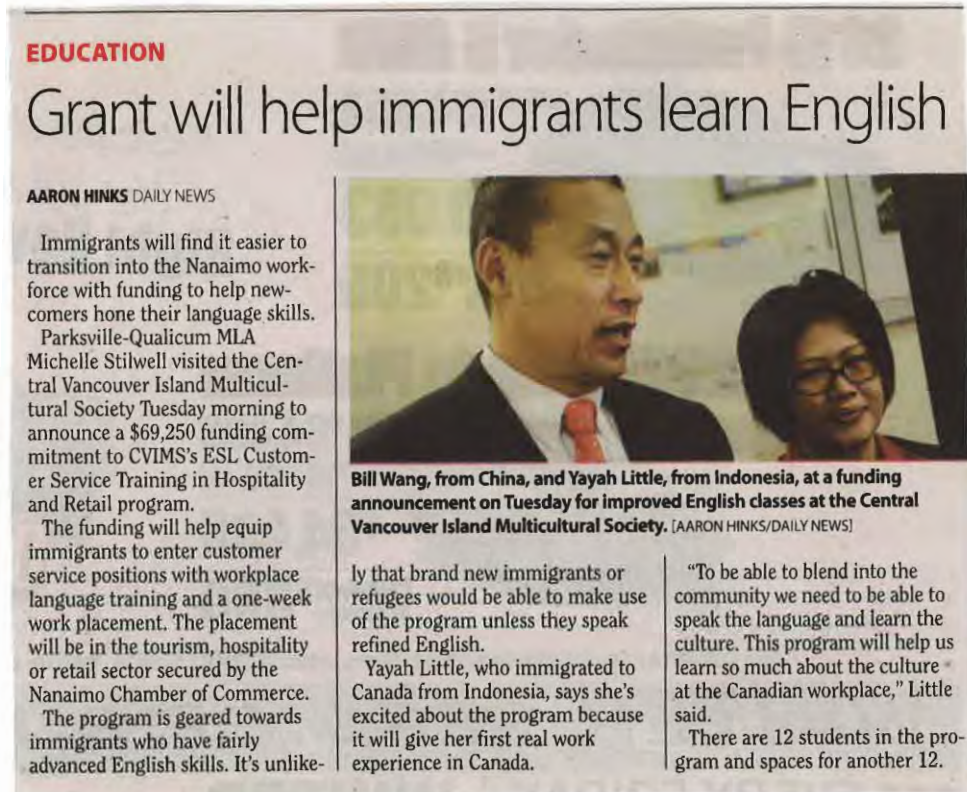 EDUCATION
Grant will help immigrants learn English
AARON HINKS DAILY NEWS
Immigrants will find it easier to
transition into the Nanaimo work-
force with funding to help new-
comers hone their language skills.
Parksville-Qualicum MLA
Michelle Stilwell visited the Cen-
tral Vancouver Island Multicul-
tural Society Tuesday morning to
announce a $69,250 funding com-
mitment to CVIMS's ESL Custom-
er Service Training in Hospitality
and Retail program.
The funding will help equip
immigrants to enter customer
service positions with workplace
language training and a one-week
work placement. The placement
will be in the tourism, hospitality
or retail sector secured by the
Nanaimo Chamber of Commerce.
The program is geared towards
immigrants who have fairly
advanced English skills. It's unlike-
Bill Wang, from China, and Yayah Little, from Indonesia, at a funding
announcement on Tuesday for improved English classes at the Central
Vancouver Island Multicultural Society. [AARON HINKS/DAILY NEWS]
ly that brand new immigrants or
refugees would be able to make use
of the program unless they speak
refined English.
Yayah Little, who immigrated to
Canada from Indonesia, says she's
excited about the program because
it will give her first real work
experience in Canada.
"To be able to blend into the
community we need to be able to
speak the language and learn the
culture. This program will help us
learn so much about the culture
at the Canadian workplace," Little
said.
There are 12 students in the pro-
gram and spaces for another 12.